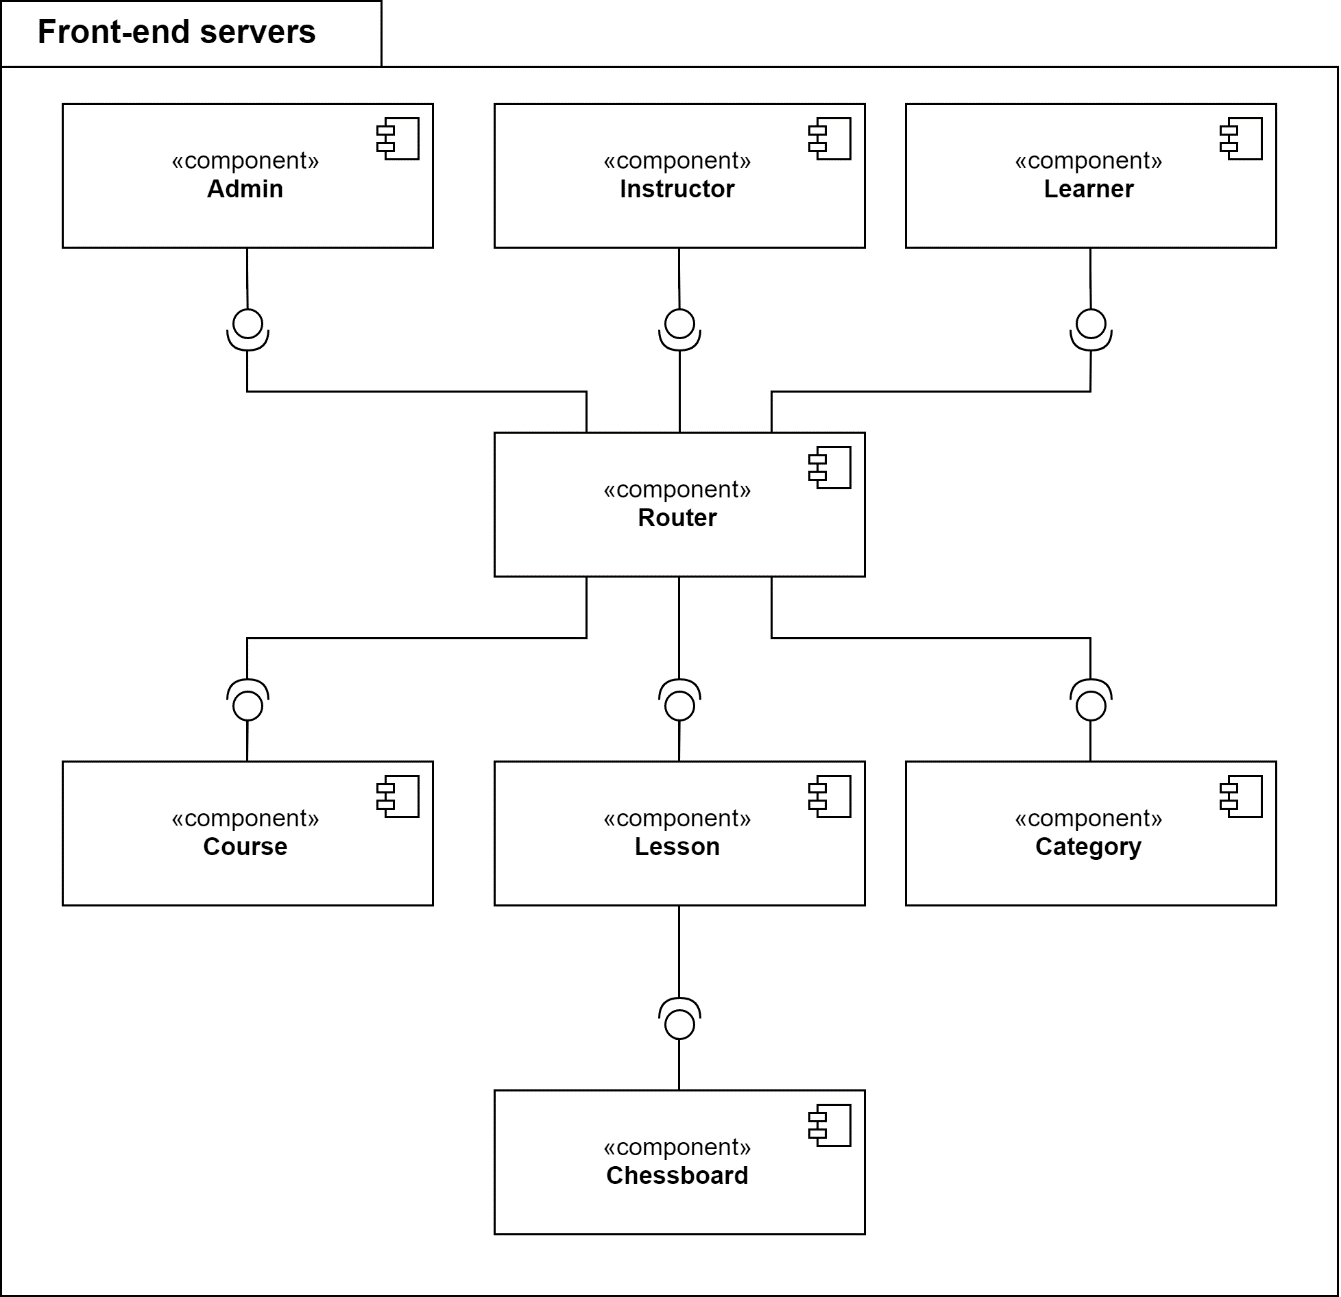 Front-end servers
«component»
Admin
«component»
Instructor
«component»
Learner
«component»
Router
«component»
Course
«component»
Lesson
«component»
Category
«component»
Chessboard